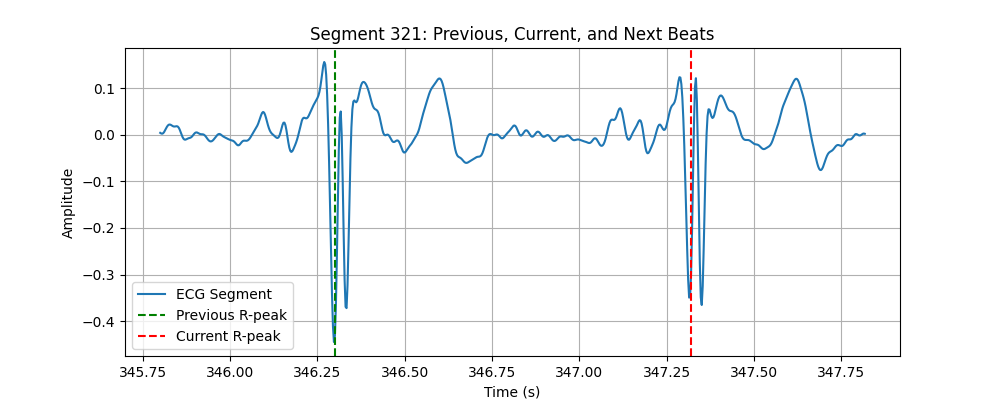 Segment 321: Previous, Current, and Next Beats
Amplitude
0.1
0.0
−0.1
−0.2
−0.3
−0.4
ECG Segment
Previous R-peak
Current R-peak
345.75 346.00 346.25 346.50 346.75 347.00 347.25 347.50 347.75
Time (s)